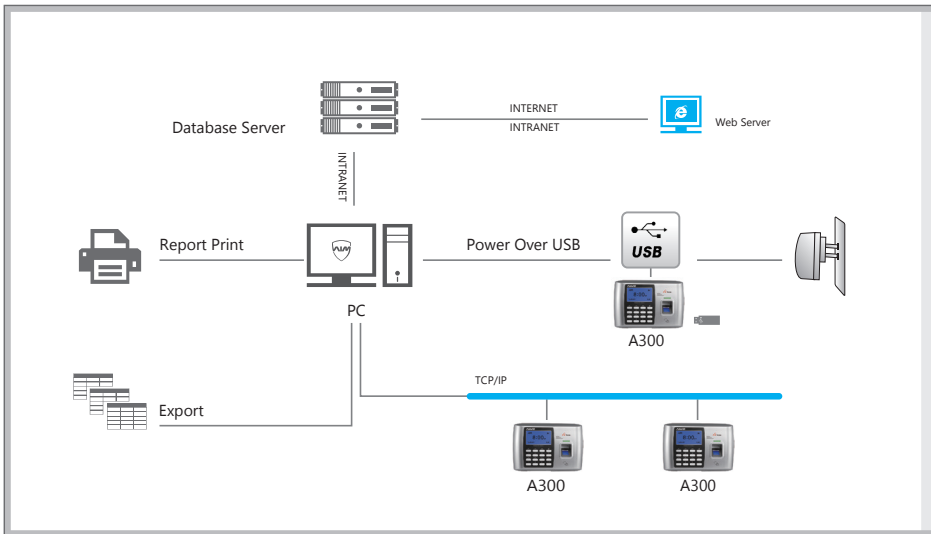 INTERNET
Database Server
INTRANET
Web Server
INTRANET
Report Print
Power Over USB
USB
PC
A300
TCP/IP
Export
A300
A300